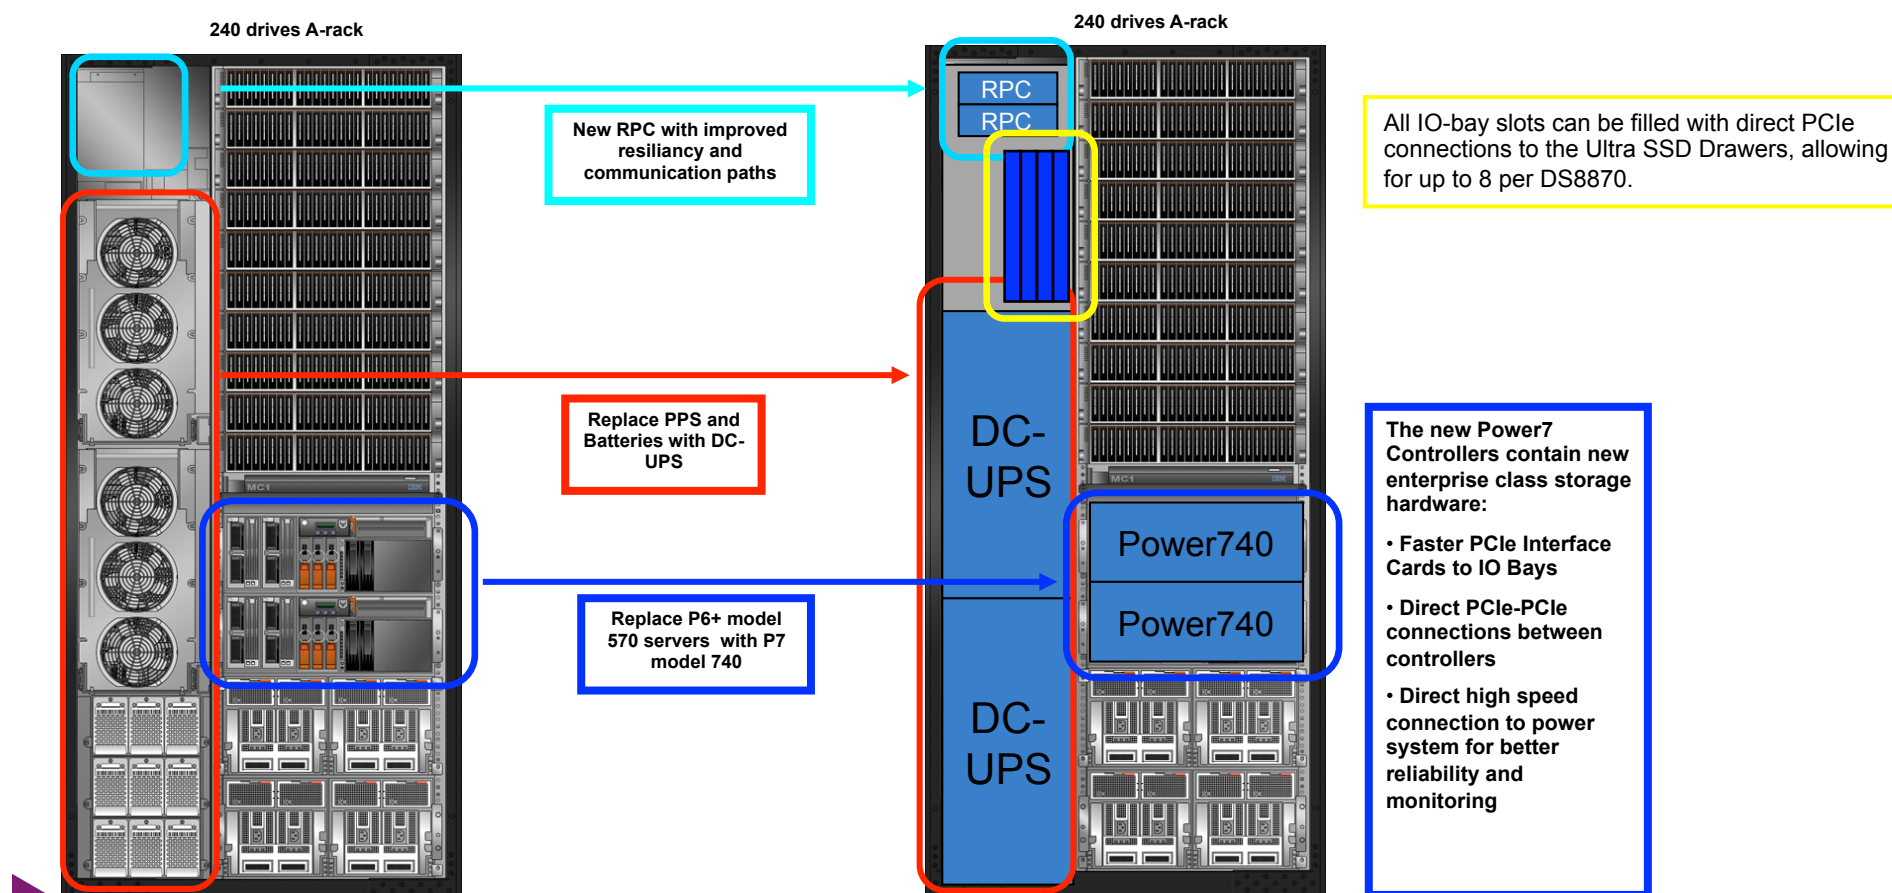 240 drives A-rack
240 drives A-rack
RPC
RPC
New RPC with improved
resiliancy and
communication paths
All IO-bay slots can be filled with direct PCIe
connections to the Ultra SSD Drawers, allowing
for up to 8 per DS8870.
Replace PPS and
Batteries with DC-
UPS
DC-
UPS
The new Power7
Controllers contain new
enterprise class storage
hardware:
• Faster PCIe Interface
Cards to IO Bays
• Direct PCIe-PCIe
connections between
controllers
• Direct high speed
connection to power
system for better
reliability and
monitoring
MC1
IBM
MC1
IBM
Power740
Power740
Replace P6+ model
570 servers  with P7
model 740
DC-
UPS